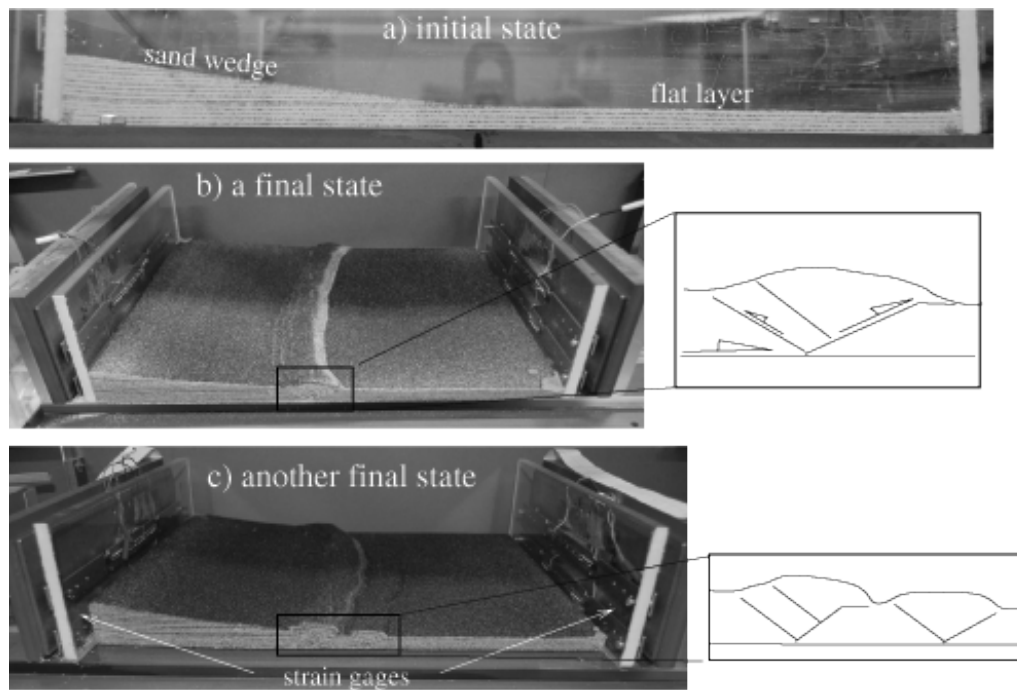 a) initial state
sand wedge
flat layer
b) a final state
c) another final state
strain gages